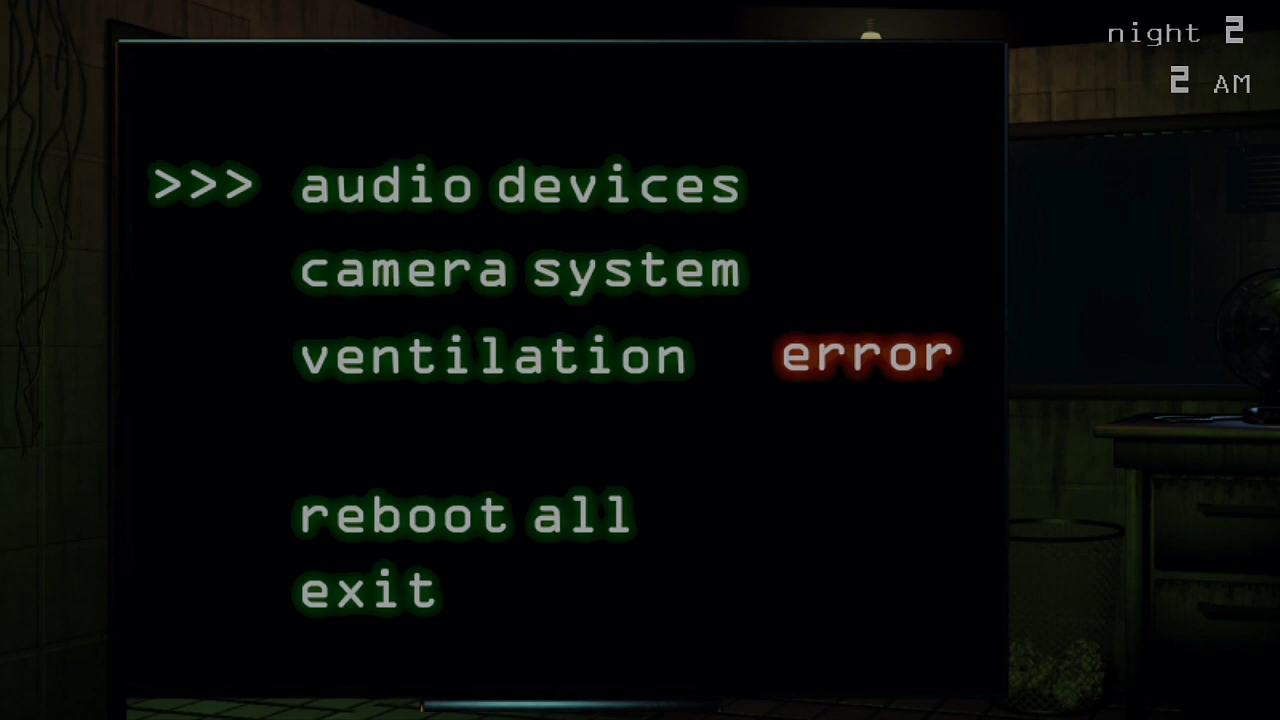 night 2
2 AM
>>> audio devices
camera system
ventilation error
reboot all
exit